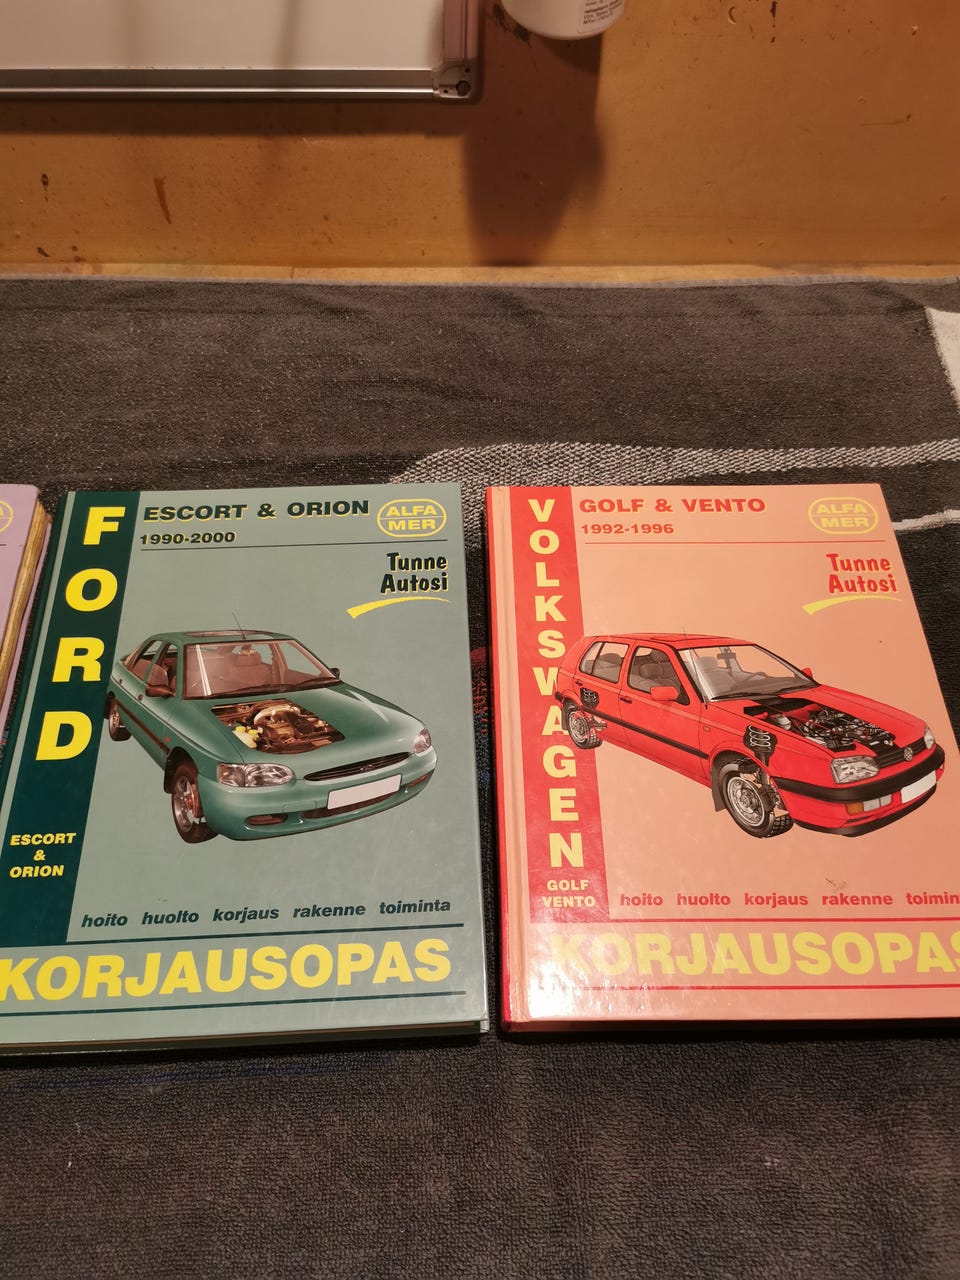 FORD
ESCORT & ORION
1990-2000
ALFA
MER
Tunne
Autosi
ESCORT
&
ORION
hoito huolto korjaus rakenne toiminta
KORJAUSOPAS
VOLKSWAGEN
GOLF & VENTO
1992-1996
ALFA
MER
Tunne
Autosi
GOLF
VENTO
hoito huolto korjaus rakenne
KORJAUSOPAS